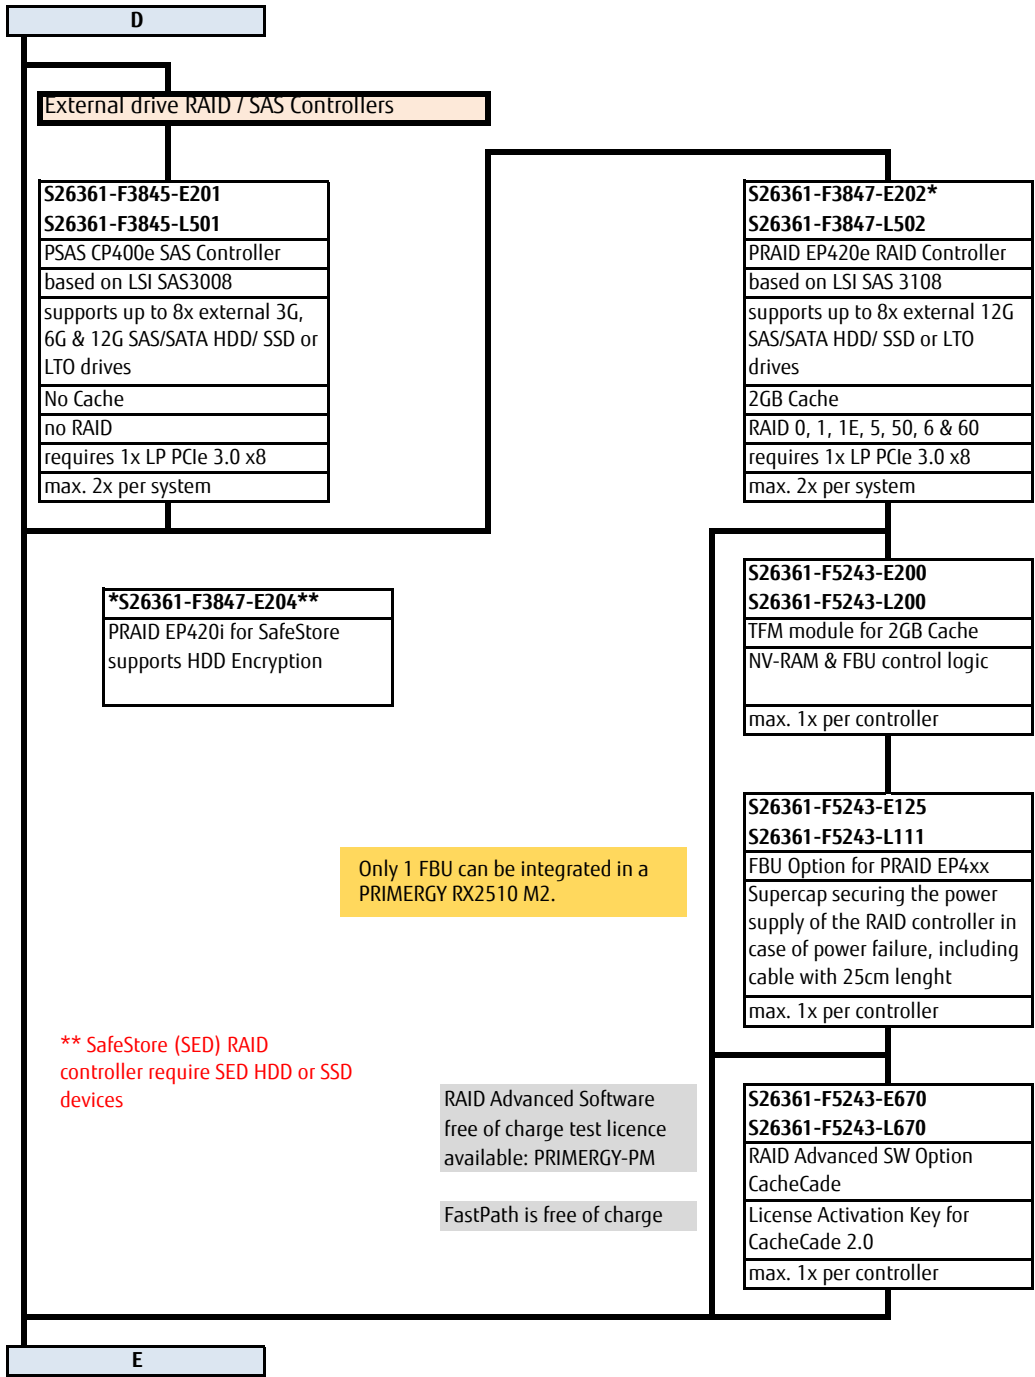 D
External drive RAID / SAS Controllers
S26361-F3845-E201
S26361-F3845-L501
PSAS CP400e SAS Controller
based on LSI SAS3008
supports up to 8x external 3G,
6G & 12G SAS/SATA HDD/ SSD or
LTO drives
No Cache
no RAID
requires 1x LP PCIe 3.0 x8
max. 2x per system
S26361-F3847-E202*
S26361-F3847-L502
PRAID EP420e RAID Controller
based on LSI SAS 3108
supports up to 8x external 12G
SAS/SATA HDD/ SSD or LTO
drives
2GB Cache
RAID 0, 1, 1E, 5, 50, 6 & 60
requires 1x LP PCIe 3.0 x8
max. 2x per system
*S26361-F3847-E204**
PRAID EP420i for SafeStore
supports HDD Encryption
S26361-F5243-E200
S26361-F5243-L200
TFM module for 2GB Cache
NV-RAM & FBU control logic
max. 1x per controller
S26361-F5243-E125
S26361-F5243-L111
FBU Option for PRAID EP4xx
Supercap securing the power
supply of the RAID controller in
case of power failure, including
cable with 25cm lenght
max. 1x per controller
Only 1 FBU can be integrated in a
PRIMERGY RX2510 M2.
** SafeStore (SED) RAID
controller require SED HDD or SSD
devices
RAID Advanced Software
free of charge test licence
available: PRIMERGY-PM
FastPath is free of charge
S26361-F5243-E670
S26361-F5243-L670
RAID Advanced SW Option
CacheCade
License Activation Key for
CacheCade 2.0
max. 1x per controller
E